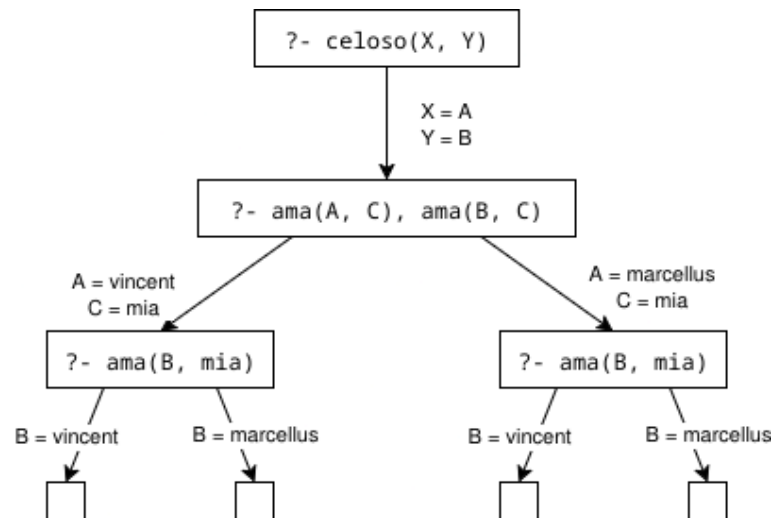 ?- celoso(X, Y)
X = A
Y = B
?- ama(A, C), ama(B, C)
A = vincent
C = mia
A = marcellus
C = mia
?- ama(B, mia)
?- ama(B, mia)
B = vincent
B = marcellus
B = vincent
B = marcellus